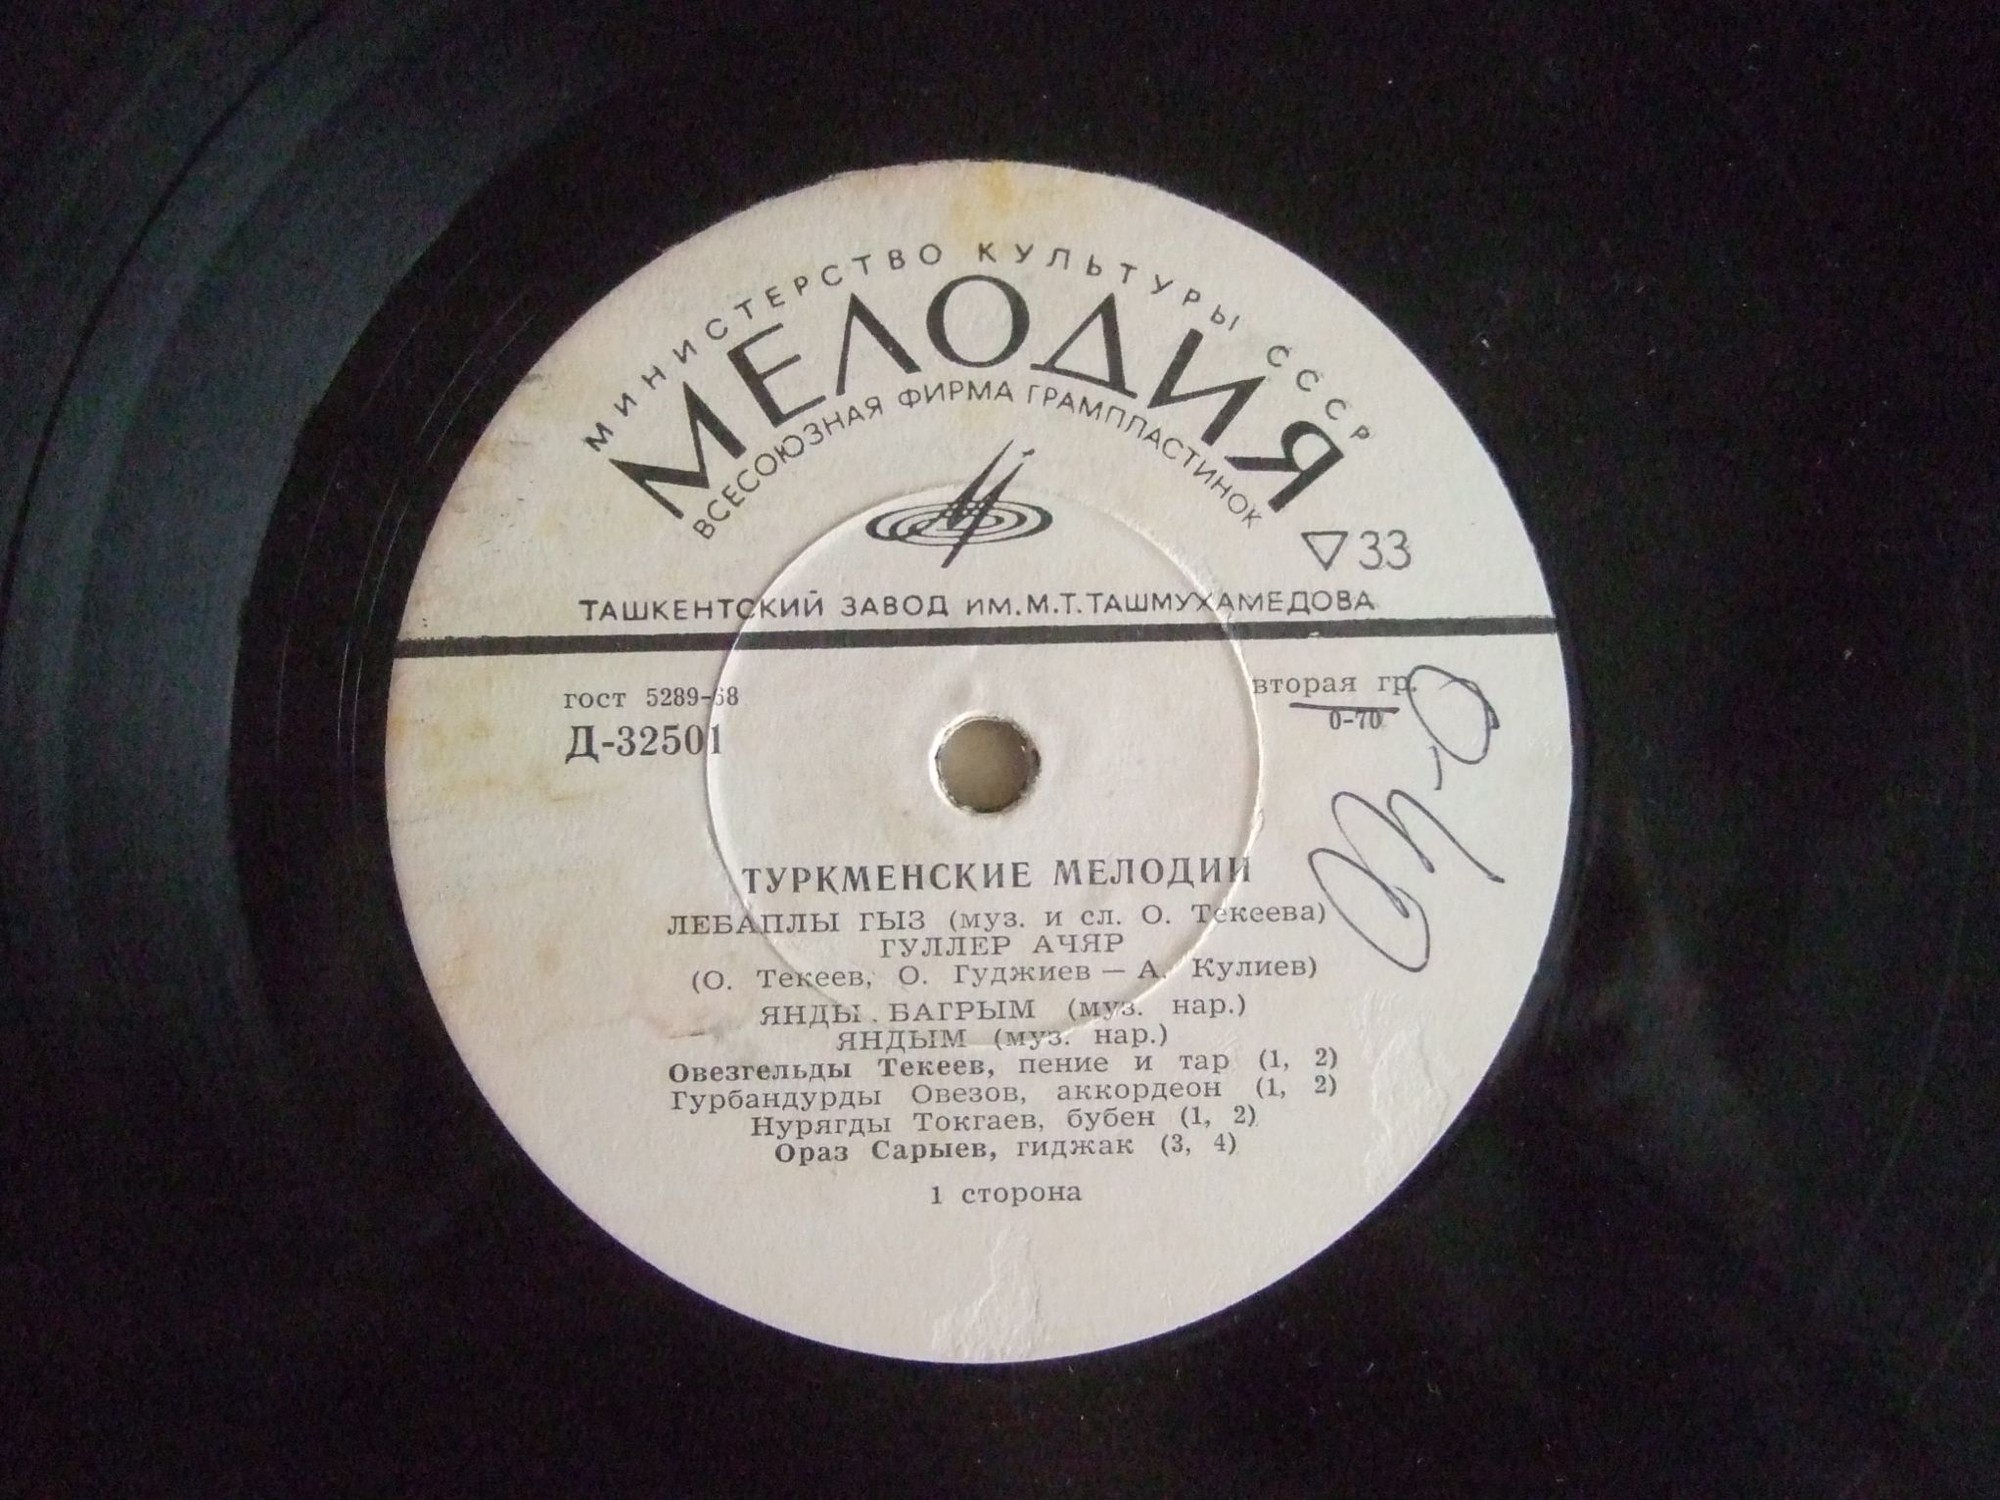 МИНИСТЕРСТВО КУЛЬТУРЫ СССР
МЕЛОДИЯ
ВСЕСОЮЗНАЯ ФИРМА ГРАМПЛАСТИНОК
33
ТАШКЕНТСКИЙ ЗАВОД ИМ. М. Т. ТАШМУХАМЕДОВА
гост 5289-68
вторая гр.
Д-32501
0-70
ТУРКМЕНСКИЕ МЕЛОДИИ
ЛЕБАПЛЫ ГЫЗ (муз. и сл. О. Текеева)
ГУЛЛЕР АЧЯР
(О. Текеев, О. Гуджиев — А. Кулиев)
ЯНДЫ БАГРЫМ (муз. нар.)
ЯНДЫМ (муз. нар.)
Овезгельды Текеев, пение и тар (1, 2)
Гурбандурды Овезов, аккордеон (1, 2)
Нурягды Токгаев, бубен (1, 2)
Ораз Сарыев, гиджак (3, 4)
1 сторона